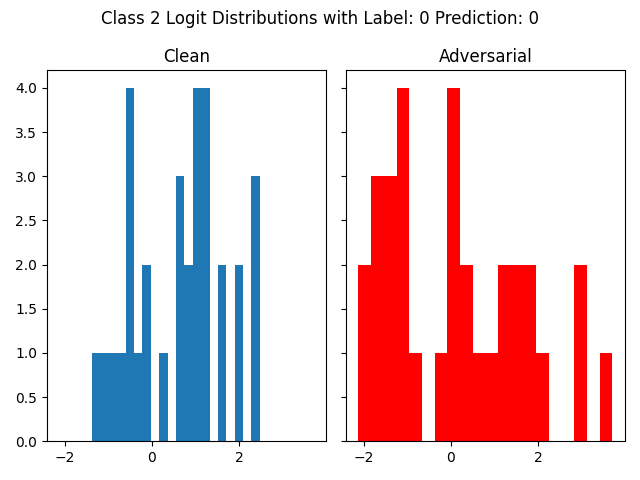 Class 2 Logit Distributions with Label: 0 Prediction: 0
Clean
Adversarial
4.0
3.5
3.0
2.5
2.0
1.5
1.0
0.5
0.0
−2 0 2
−2 0 2